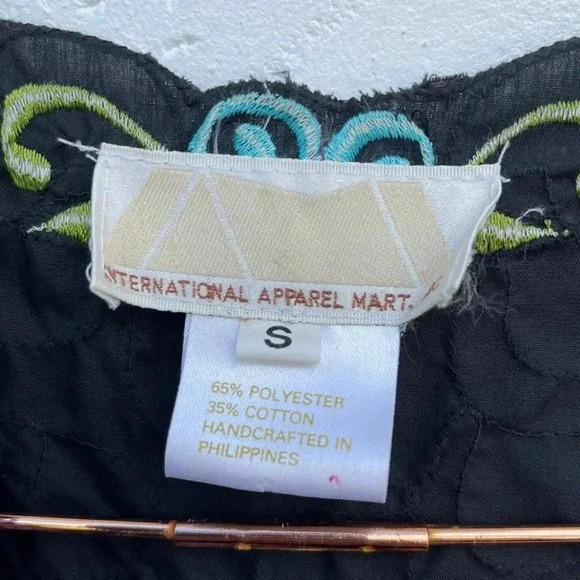 INTERNATIONAL APPAREL MART.
S
65% POLYESTER
35% COTTON
HANDCRAFTED IN
PHILIPPINES